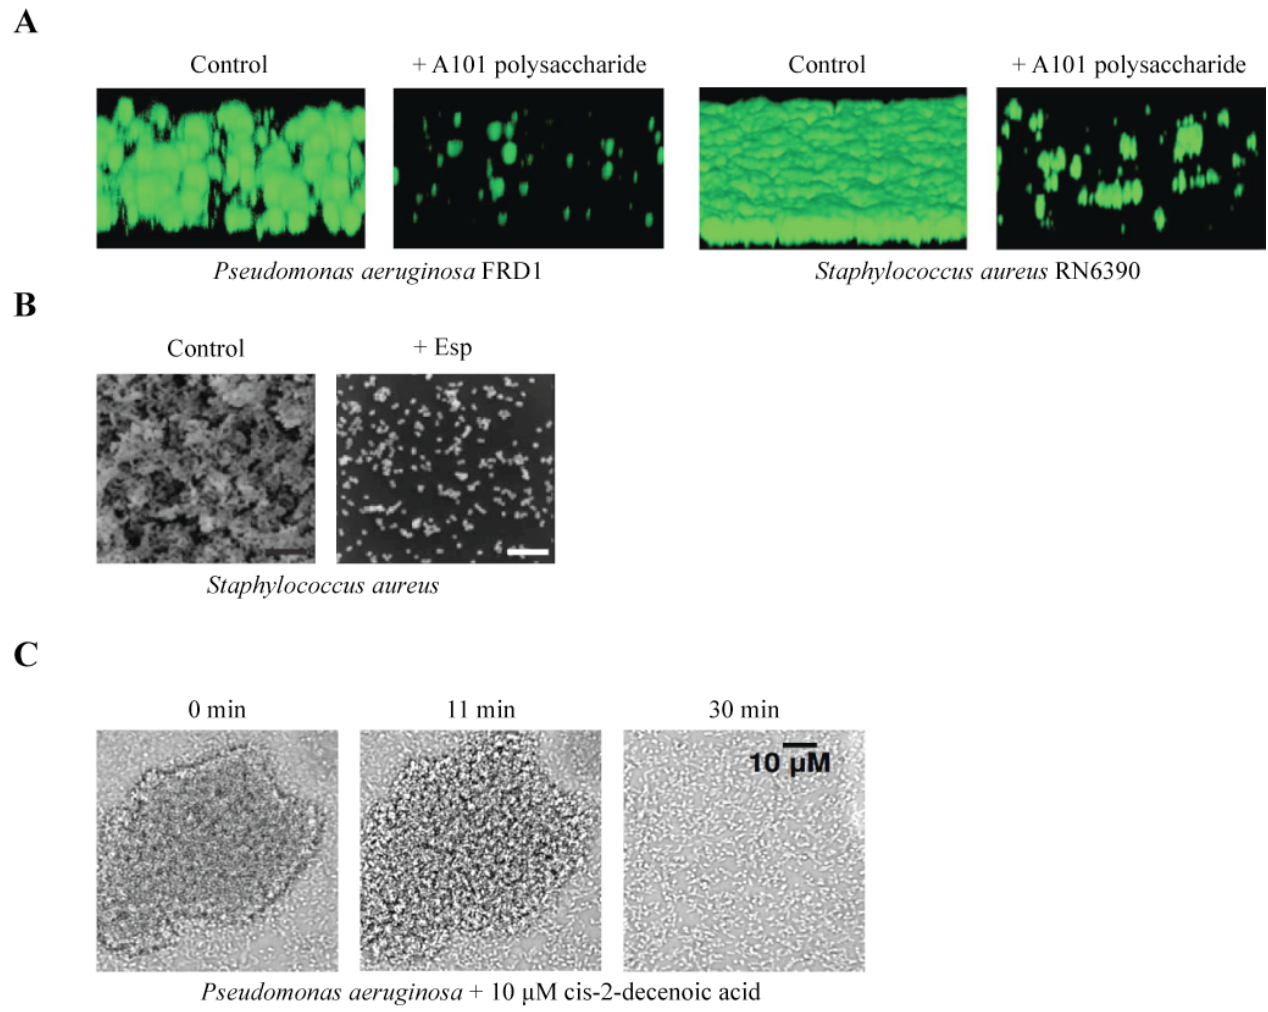 A
Control + A101 polysaccharide Control + A101 polysaccharide
Pseudomonas aeruginosa FRD1 Staphylococcus aureus RN6390
B
Control + Esp
Staphylococcus aureus
C
0 min 11 min 30 min
10 µM
Pseudomonas aeruginosa + 10 µM cis-2-decenoic acid